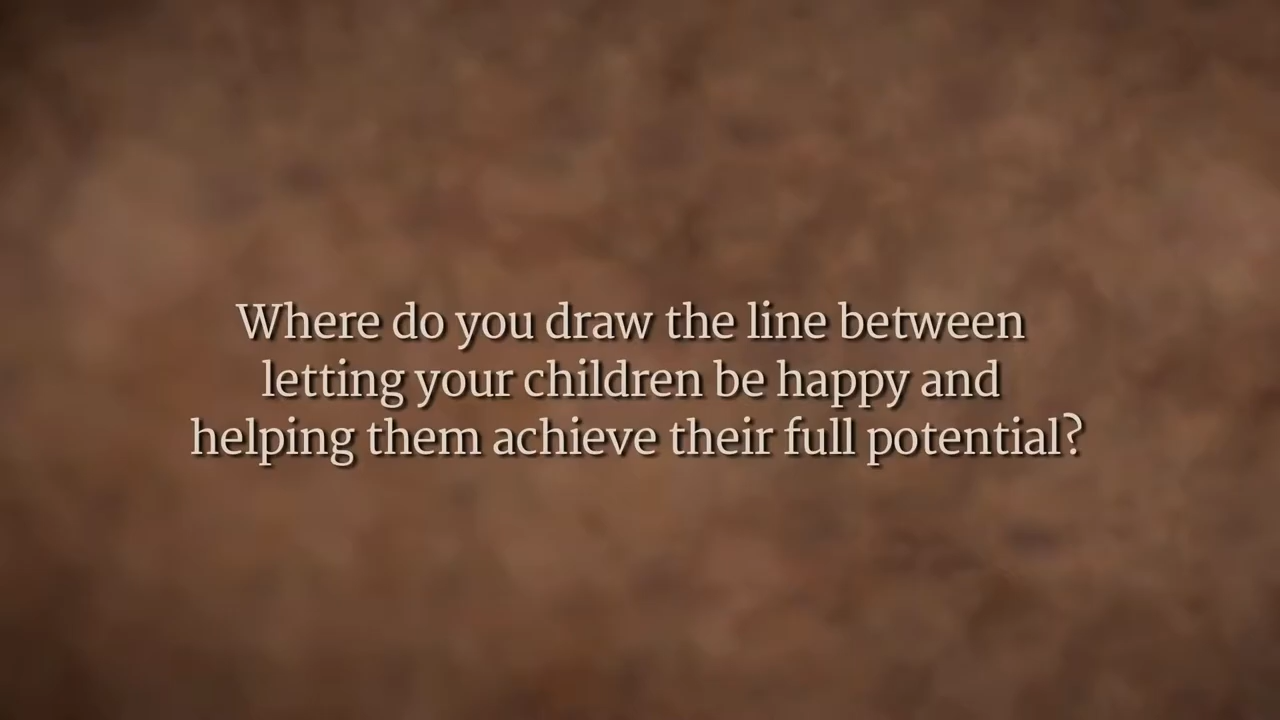 Where do you draw the line between
letting your children be happy and
helping them achieve their full potential?